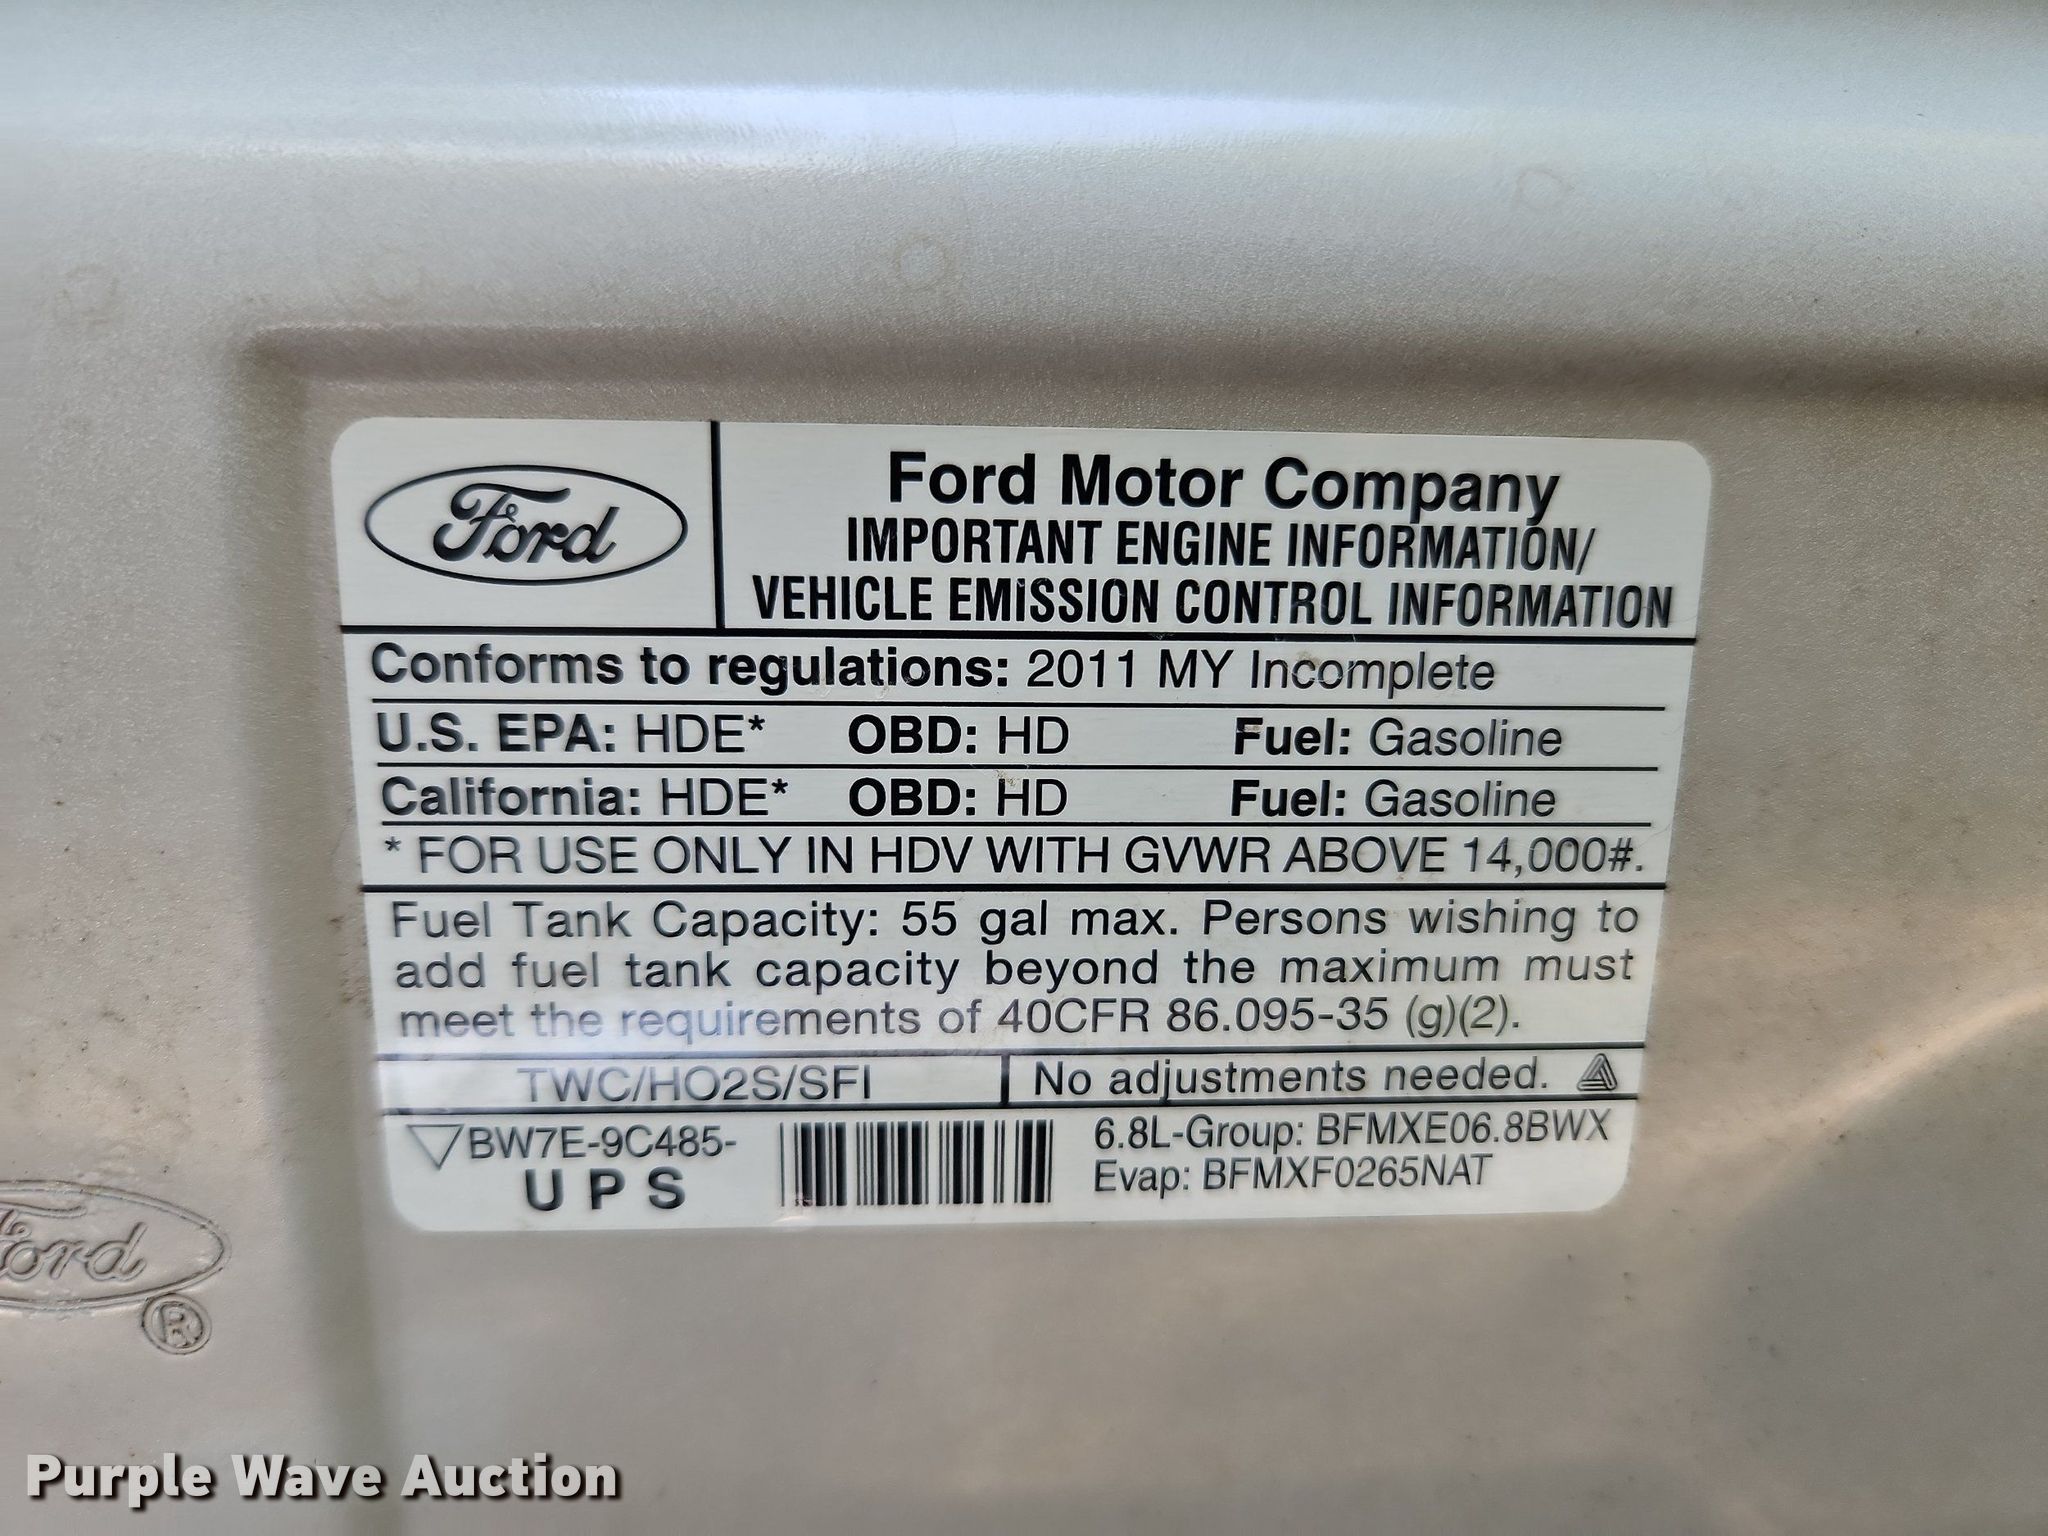 Ford
Ford Motor Company
IMPORTANT ENGINE INFORMATION/
VEHICLE EMISSION CONTROL INFORMATION
Conforms to regulations: 2011 MY Incomplete
U.S. EPA: HDE* OBD: HD Fuel: Gasoline
California: HDE* OBD: HD Fuel: Gasoline
* FOR USE ONLY IN HDV WITH GVWR ABOVE 14,000#.
Fuel Tank Capacity: 55 gal max. Persons wishing to
add fuel tank capacity beyond the maximum must
meet the requirements of 40CFR 86.095-35 (g)(2).
TWC/HO2S/SFI No adjustments needed.
BW7E-9C485-
UPS
6.8L-Group: BFMXE06.8BWX
Evap: BFMXF0265NAT
Ford
®
Purple Wave Auction